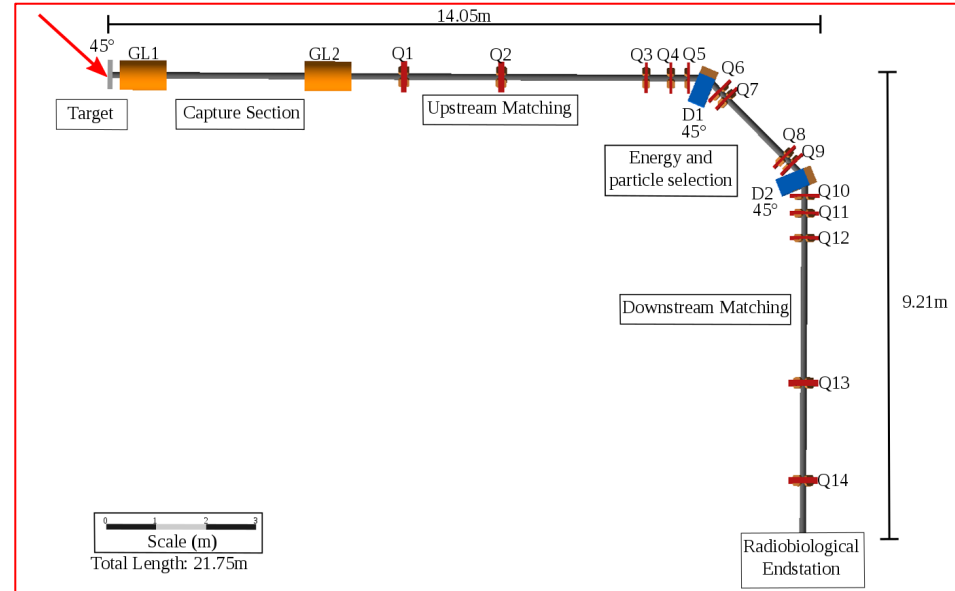 14.05m
45°
GL1
GL2
Q1
Q2
Q3
Q4
Q5
Q6
Q7
Target
Capture Section
Upstream Matching
D1
45°
Energy and
particle selection
Q8
Q9
D2
45°
Q10
Q11
Q12
9.21m
Downstream Matching
Q13
Q14
0 1 2 3
Scale (m)
Total Length: 21.75m
Radiobiological
Endstation